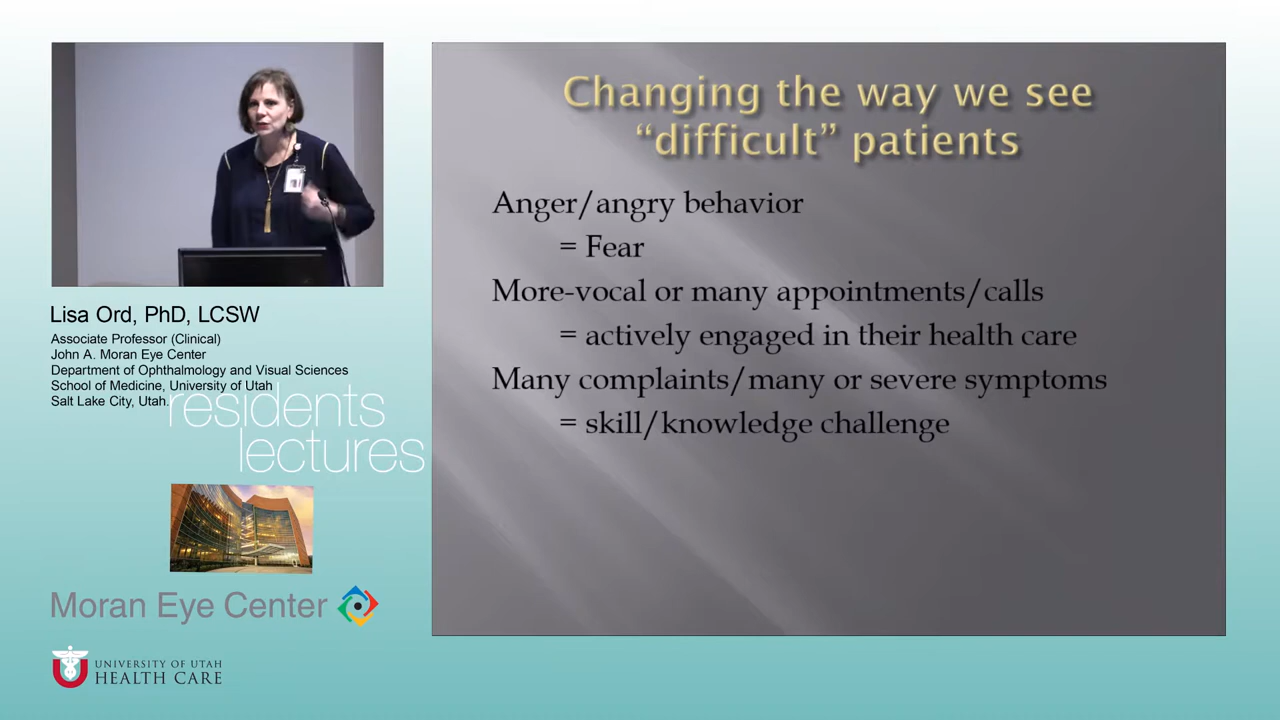 Changing the way we see
“difficult” patients
Anger/angry behavior
= Fear
More-vocal or many appointments/calls
= actively engaged in their health care
Many complaints/many or severe symptoms
= skill/knowledge challenge
Lisa Ord, PhD, LCSW
Associate Professor (Clinical)
John A. Moran Eye Center
Department of Ophthalmology and Visual Sciences
School of Medicine, University of Utah
Salt Lake City, Utah.
residents
lectures
Moran Eye Center
UNIVERSITY OF UTAH
HEALTH CARE